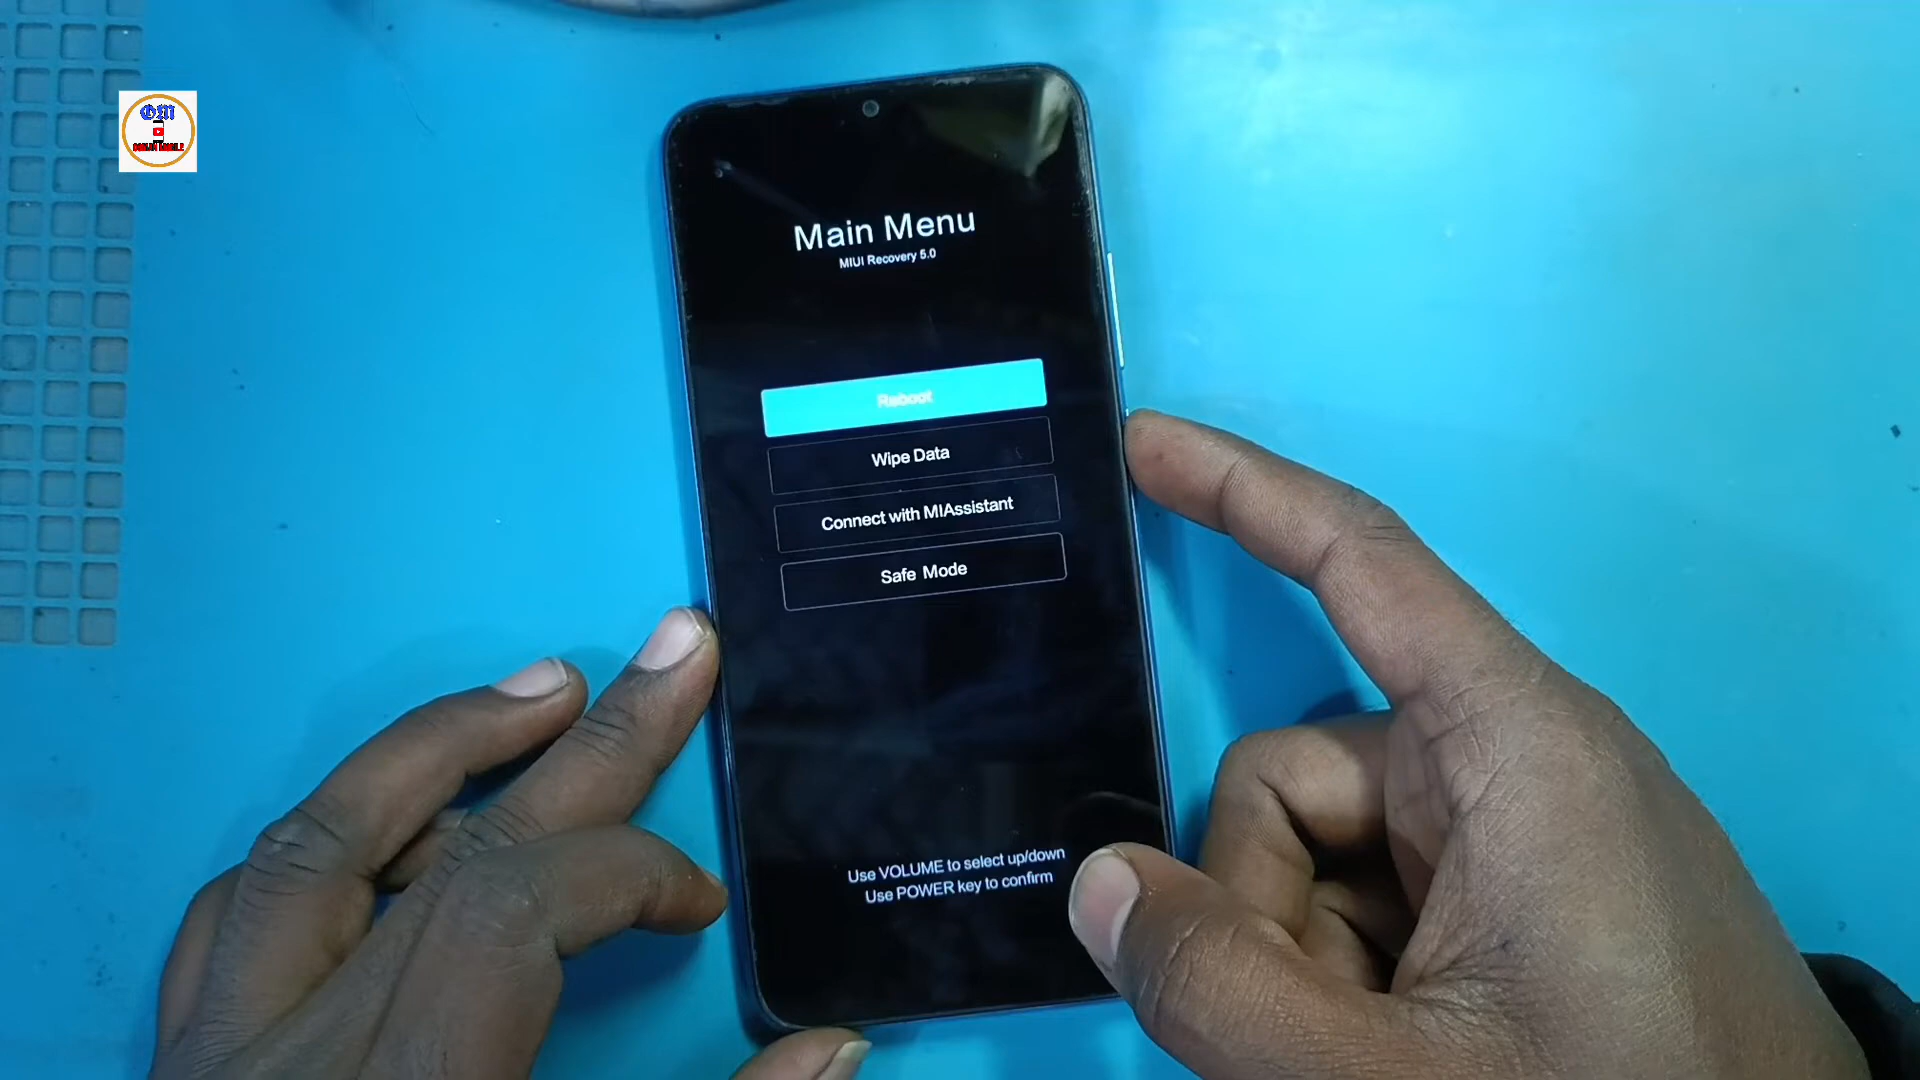 Main Menu
MIUI Recovery 5.0
Reboot
Wipe Data
Connect with MIAssistant
Safe Mode
Use VOLUME to select up/down
Use POWER key to confirm